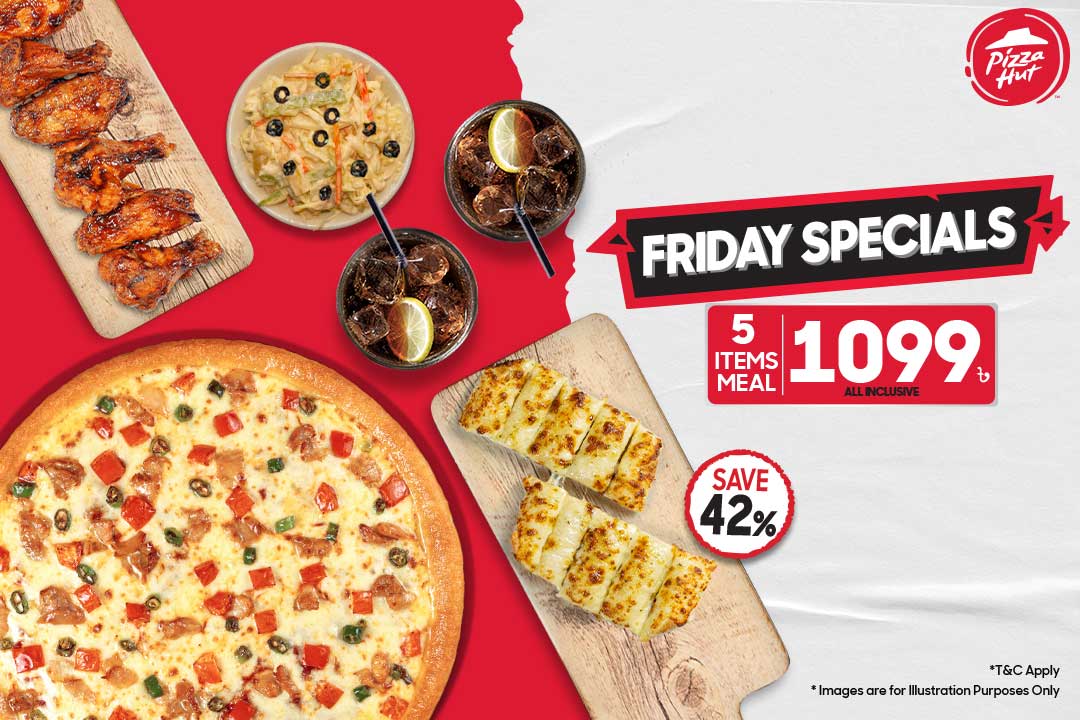 Pizza
Hut
FRIDAY SPECIALS
5
ITEMS
MEAL
1099৳
ALL INCLUSIVE
SAVE
42%
*T&C Apply
* Images are for Illustration Purposes Only